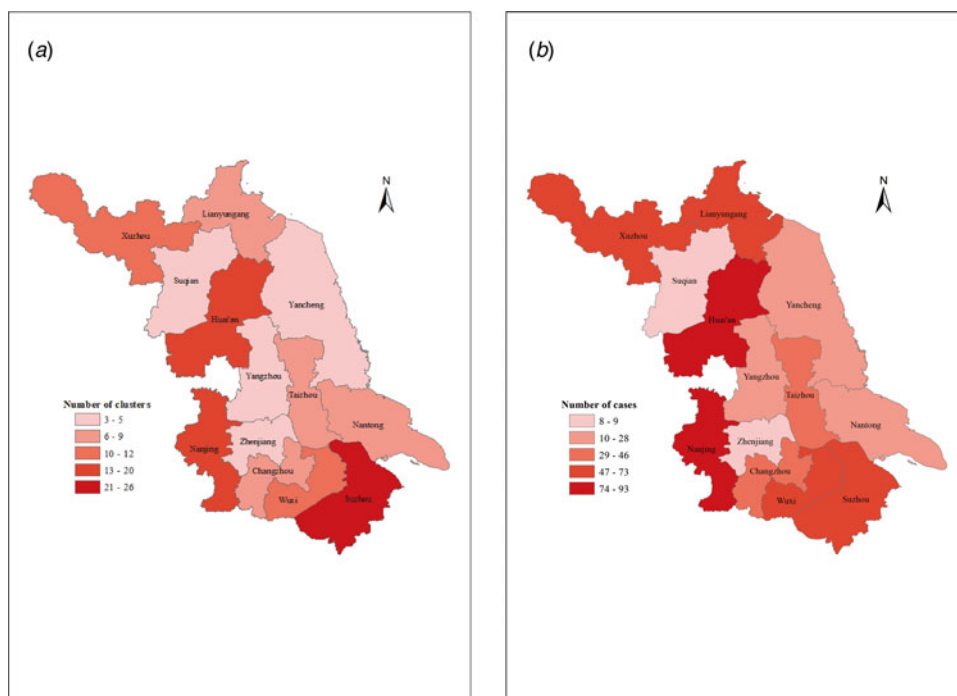 (a)
N
Lianyungang
Xuzhou
Suqian
Huai'an
Yancheng
Yangzhou
Taizhou
Nantong
Nanjing
Zhenjiang
Changzhou
Wuxi
Suzhou
Number of clusters
3 - 5
6 - 9
10 - 12
13 - 20
21 - 26
(b)
N
Lianyungang
Xuzhou
Suqian
Huai'an
Yancheng
Yangzhou
Taizhou
Nantong
Nanjing
Zhenjiang
Changzhou
Wuxi
Suzhou
Number of cases
8 - 9
10 - 28
29 - 46
47 - 73
74 - 93